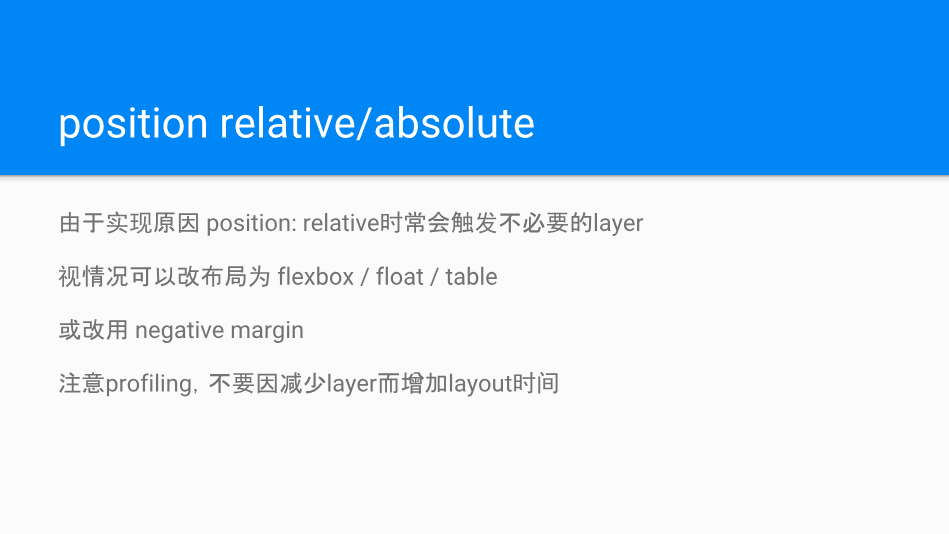 position relative/absolute
由于实现原因 position: relative时常会触发不必要的layer
视情况可以改布局为 flexbox / float / table
或改用 negative margin
注意profiling，不要因减少layer而增加layout时间